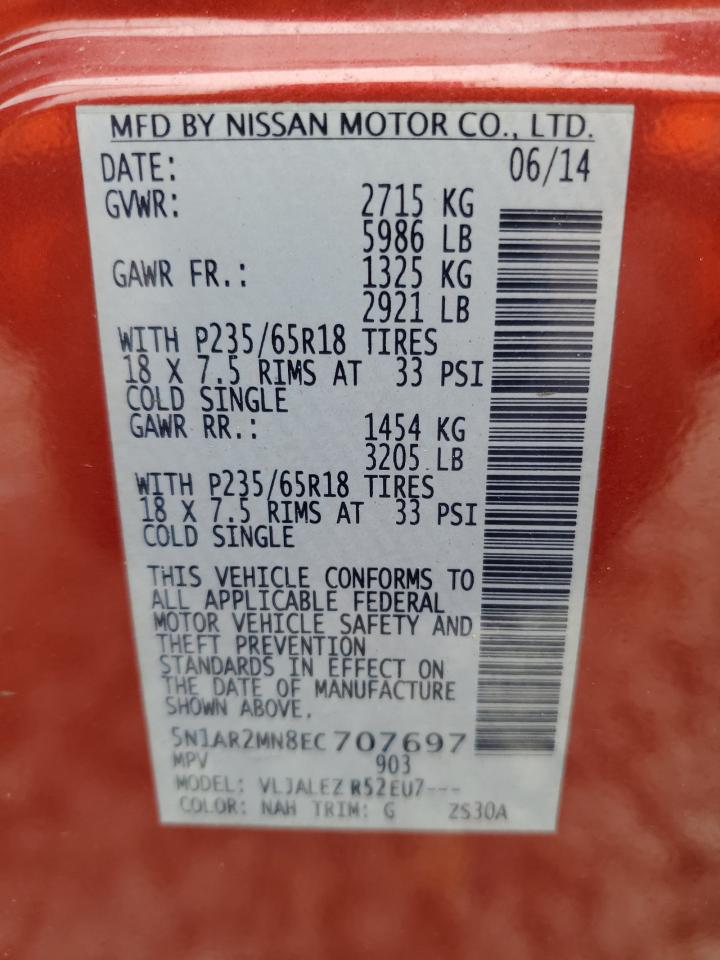 MFD BY NISSAN MOTOR CO., LTD.
DATE: 06/14
GVWR: 2715 KG
5986 LB
GAWR FR.: 1325 KG
2921 LB
WITH P235/65R18 TIRES
18 X 7.5 RIMS AT 33 PSI
COLD SINGLE
GAWR RR.: 1454 KG
3205 LB
WITH P235/65R18 TIRES
18 X 7.5 RIMS AT 33 PSI
COLD SINGLE
THIS VEHICLE CONFORMS TO
ALL APPLICABLE FEDERAL
MOTOR VEHICLE SAFETY AND
THEFT PREVENTION
STANDARDS IN EFFECT ON
THE DATE OF MANUFACTURE
SHOWN ABOVE.
5N1AR2MN8EC707697
MPV 903
MODEL: VLJALEZ R52EU7---
COLOR: NAH TRIM: G ZS30A